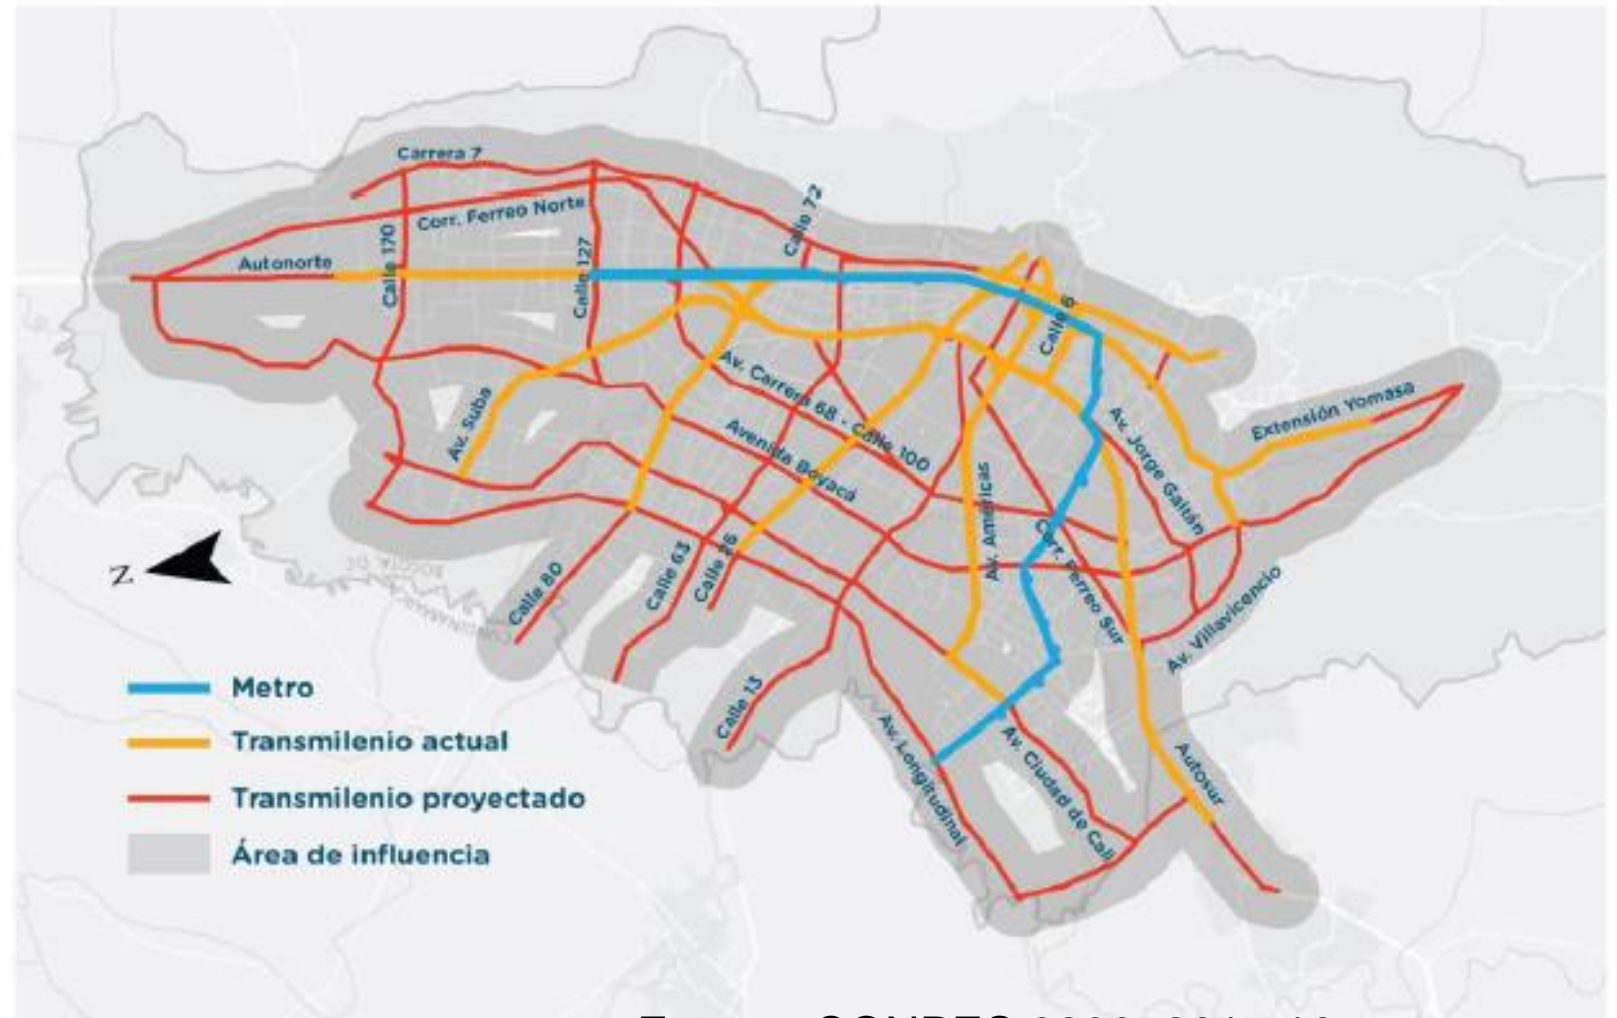 Carrera 7
Corr. Ferreo Norte
Calle 72
Autonorte
Calle 170
Calle 127
Calle 6
Av. Suba
Av. Carrera 68 - Calle 100
Avenida Boyacá
Av. Jorge Gaitán
Extensión Yomasa
Av. Américas
Corr. Ferreo Sur
Av. Villavicencio
N
BOGOTÁ, DC
Calle 80
Calle 63
Calle 26
Calle 13
Av. Longitudinal
Av. Ciudad de Cali
Autosur
Metro
Transmilenio actual
Transmilenio proyectado
Área de influencia